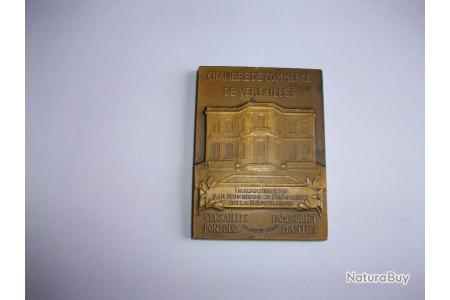 CHAMBRE DE COMMERCE
DE VERSAILLES
INAUGURATION
PAR MONSIEUR LE PRÉSIDENT
DE LA RÉPUBLIQUE
VERSAILLES RAMBOUILLET
PONTOISE MANTES
NaturaBuy